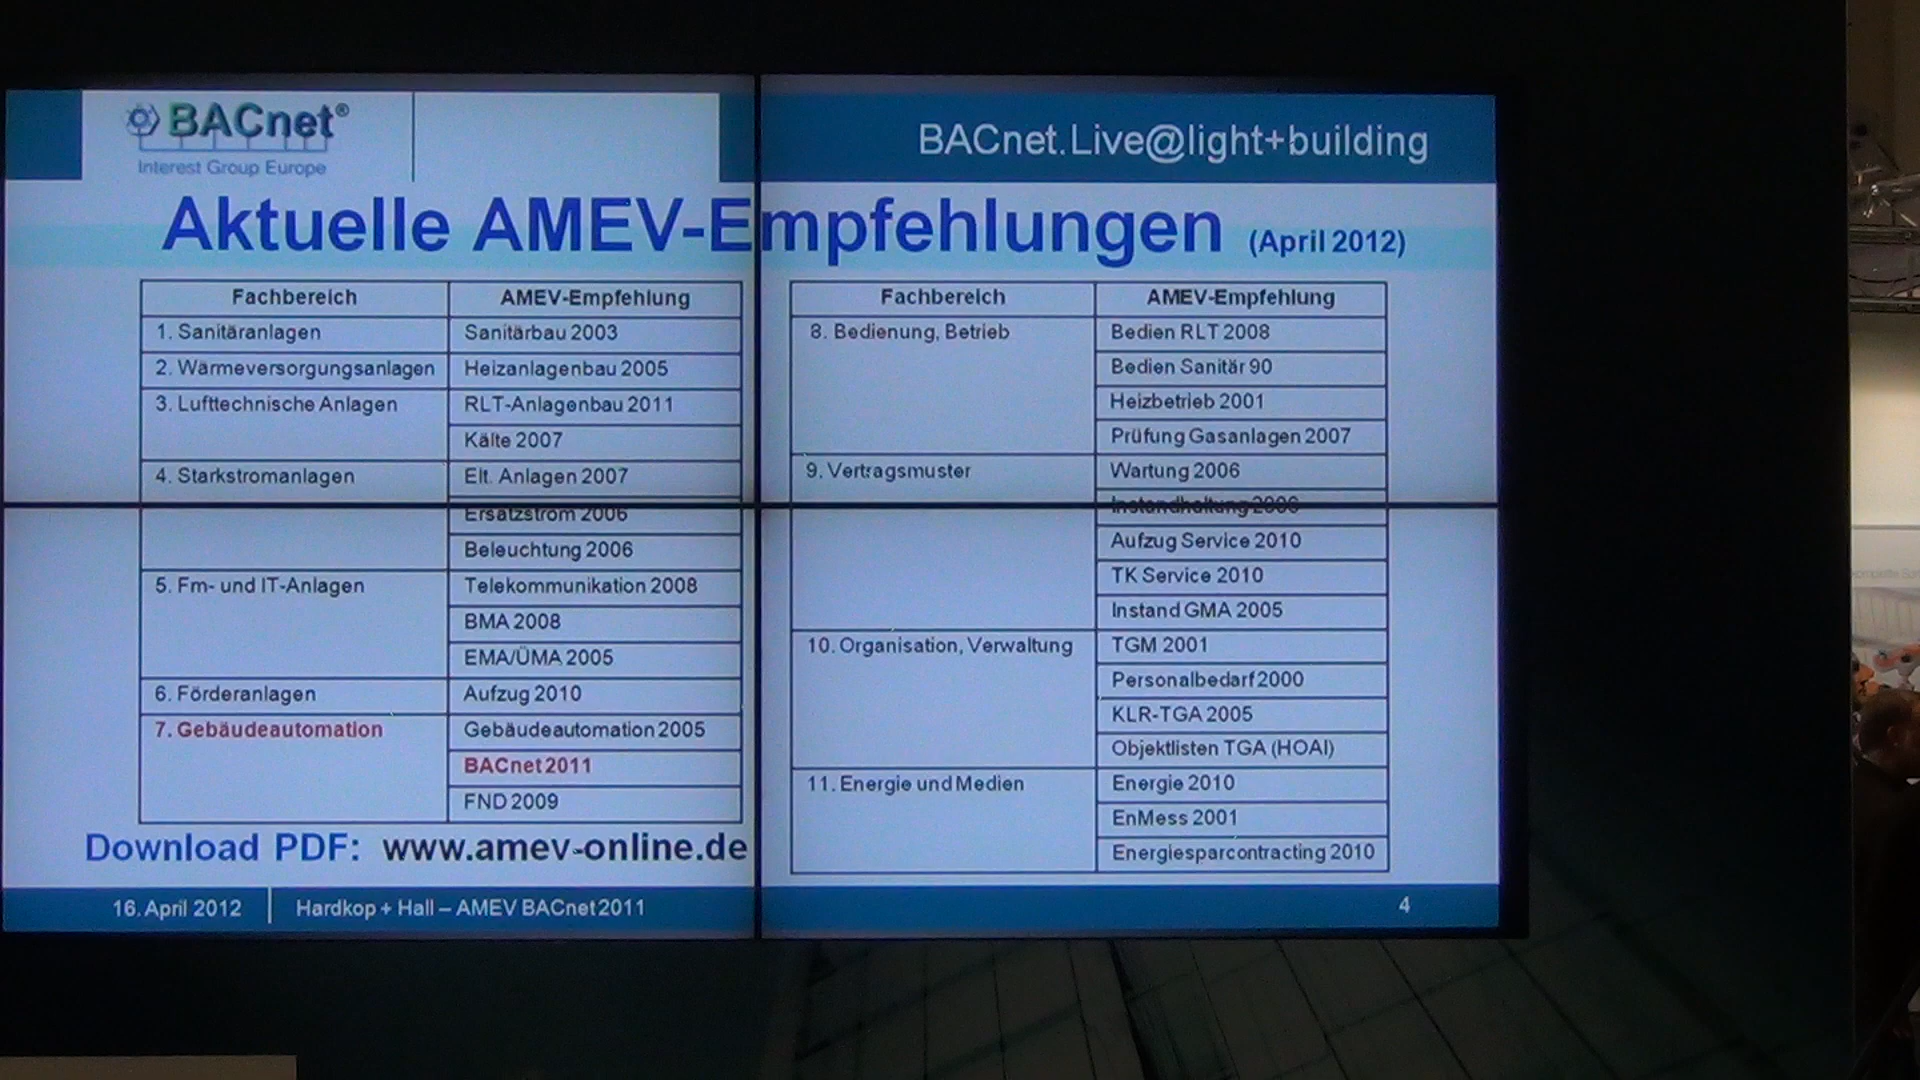 BACnet®
Interest Group Europe
BACnet.Live@light+building
Aktuelle AMEV-Empfehlungen (April 2012)
Fachbereich AMEV-Empfehlung
1. Sanitäranlagen Sanitärbau 2003
2. Wärmeversorgungsanlagen Heizanlagenbau 2005
3. Lufttechnische Anlagen RLT-Anlagenbau 2011
Kälte 2007
4. Starkstromanlagen Elt. Anlagen 2007
Ersatzstrom 2006
Beleuchtung 2006
5. Fm- und IT-Anlagen Telekommunikation 2008
BMA 2008
EMA/ÜMA 2005
6. Förderanlagen Aufzug 2010
7. Gebäudeautomation Gebäudeautomation 2005
BACnet 2011
FND 2009
Fachbereich AMEV-Empfehlung
8. Bedienung, Betrieb Bedien RLT 2008
Bedien Sanitär 90
Heizbetrieb 2001
Prüfung Gasanlagen 2007
9. Vertragsmuster Wartung 2006
Instandhaltung 2006
Aufzug Service 2010
TK Service 2010
Instand GMA 2005
10. Organisation, Verwaltung TGM 2001
Personalbedarf 2000
KLR-TGA 2005
Objektlisten TGA (HOAI)
11. Energie und Medien Energie 2010
EnMess 2001
Energiesparcontracting 2010
Download PDF: www.amev-online.de
16. April 2012 Hardkop + Hall – AMEV BACnet 2011 4